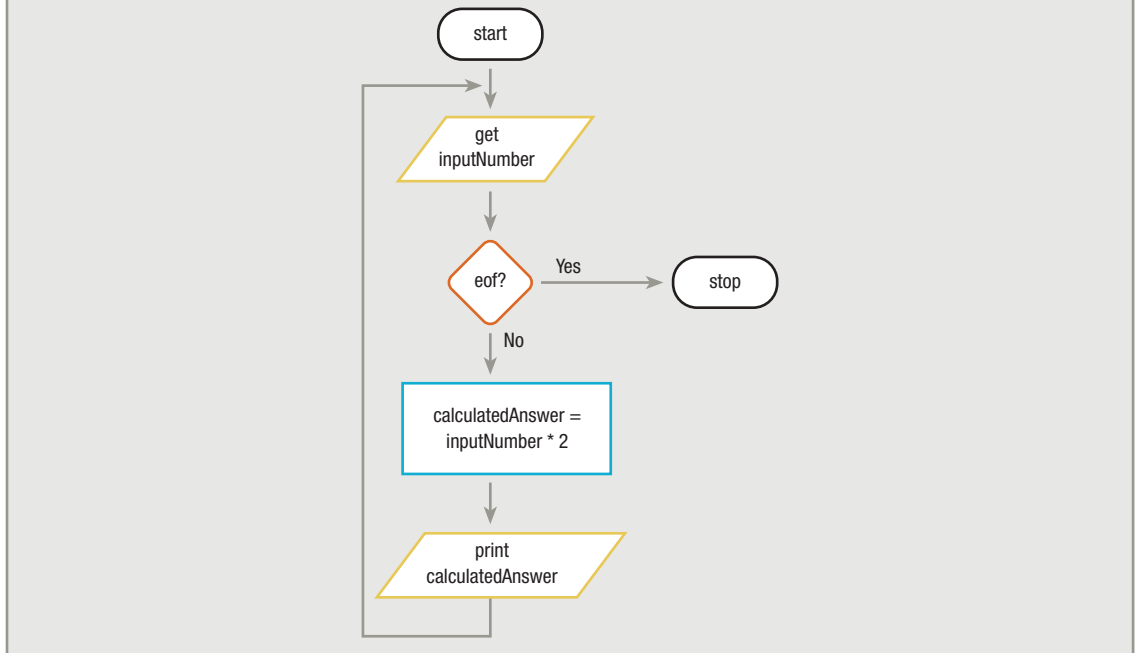 start
get
inputNumber
eof?
Yes
stop
No
calculatedAnswer =
inputNumber * 2
print
calculatedAnswer